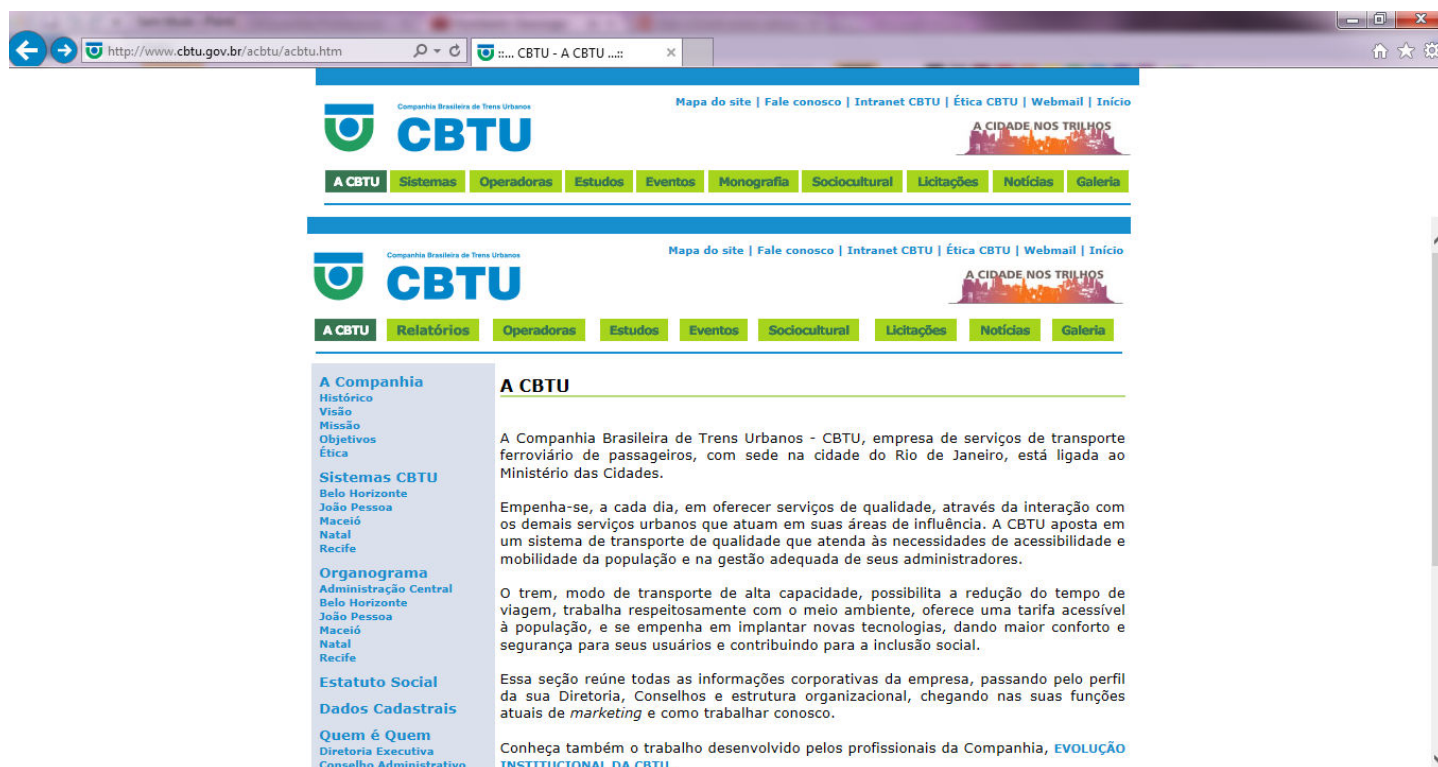 http://www.cbtu.gov.br/acbtu/acbtu.htm
::... CBTU - A CBTU ...::
Companhia Brasileira de Trens Urbanos
CBTU
Mapa do site | Fale conosco | Intranet CBTU | Ética CBTU | Webmail | Início
A CIDADE NOS TRILHOS
A CBTU Sistemas Operadoras Estudos Eventos Monografia Sociocultural Licitações Notícias Galeria
Companhia Brasileira de Trens Urbanos
CBTU
Mapa do site | Fale conosco | Intranet CBTU | Ética CBTU | Webmail | Início
A CIDADE NOS TRILHOS
A CBTU Relatórios Operadoras Estudos Eventos Sociocultural Licitações Notícias Galeria
A Companhia
Histórico
Visão
Missão
Objetivos
Ética
Sistemas CBTU
Belo Horizonte
João Pessoa
Maceió
Natal
Recife
Organograma
Administração Central
Belo Horizonte
João Pessoa
Maceió
Natal
Recife
Estatuto Social
Dados Cadastrais
Quem é Quem
Diretoria Executiva
Conselho Administrativo
A CBTU
A Companhia Brasileira de Trens Urbanos - CBTU, empresa de serviços de transporte
ferroviário de passageiros, com sede na cidade do Rio de Janeiro, está ligada ao
Ministério das Cidades.
Empenha-se, a cada dia, em oferecer serviços de qualidade, através da interação com
os demais serviços urbanos que atuam em suas áreas de influência. A CBTU aposta em
um sistema de transporte de qualidade que atenda às necessidades de acessibilidade e
mobilidade da população e na gestão adequada de seus administradores.
O trem, modo de transporte de alta capacidade, possibilita a redução do tempo de
viagem, trabalha respeitosamente com o meio ambiente, oferece uma tarifa acessível
à população, e se empenha em implantar novas tecnologias, dando maior conforto e
segurança para seus usuários e contribuindo para a inclusão social.
Essa seção reúne todas as informações corporativas da empresa, passando pelo perfil
da sua Diretoria, Conselhos e estrutura organizacional, chegando nas suas funções
atuais de marketing e como trabalhar conosco.
Conheça também o trabalho desenvolvido pelos profissionais da Companhia, EVOLUÇÃO
INSTITUCIONAL DA CBTU